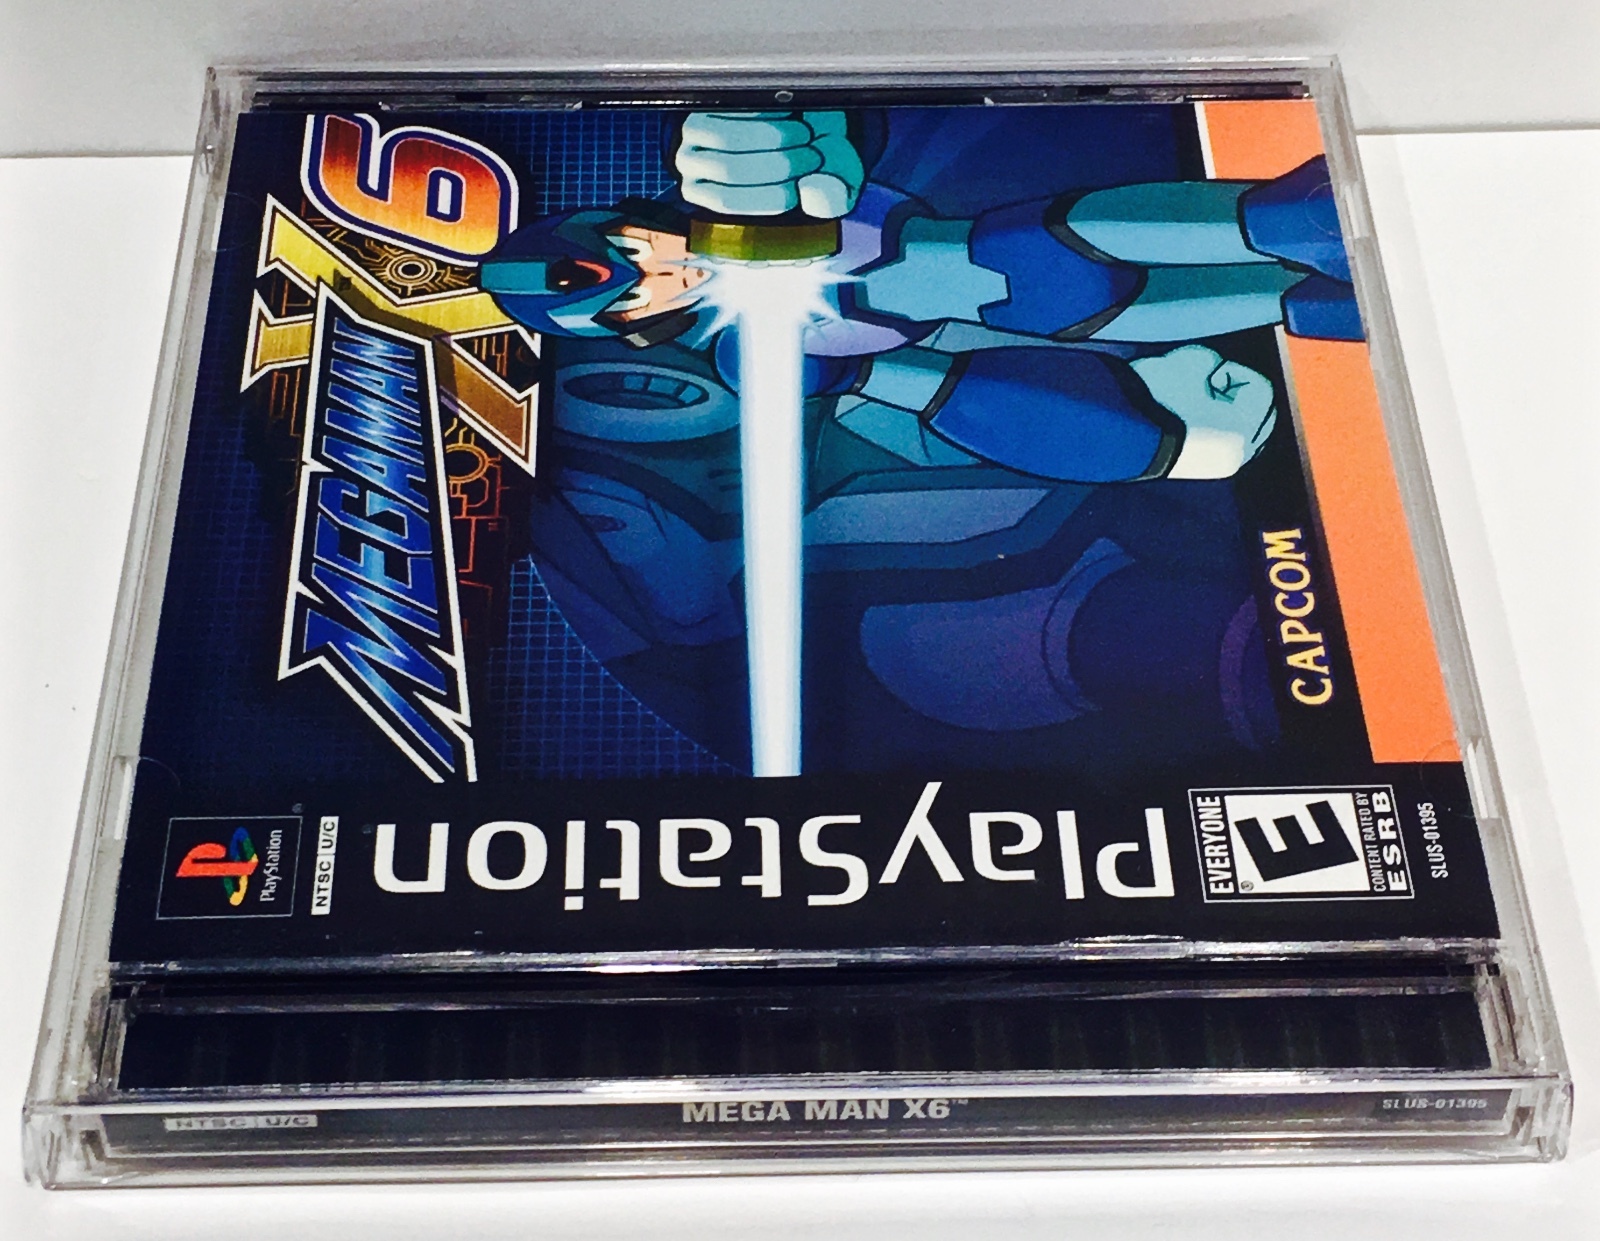 MEGAMAN
X6
PlayStation
NTSC U/C
PlayStation
EVERYONE
E
®
CONTENT RATED BY
ESRB
SLUS-01395
CAPCOM
NTSC U/C
MEGA MAN X6™
SLUS-01395